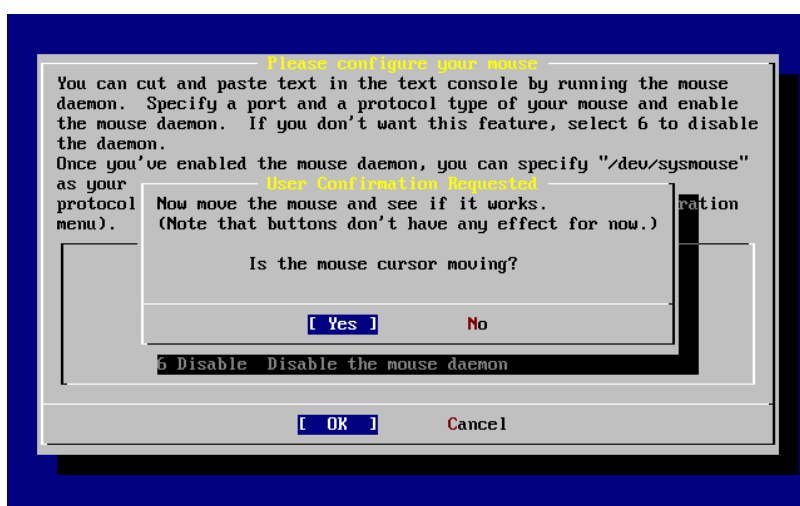 Please configure your mouse
You can cut and paste text in the text console by running the mouse
daemon.  Specify a port and a protocol type of your mouse and enable
the mouse daemon.  If you don't want this feature, select 6 to disable
the daemon.
Once you've enabled the mouse daemon, you can specify "/dev/sysmouse"
as your
protocol ration
menu).
User Confirmation Requested
Now move the mouse and see if it works.
(Note that buttons don't have any effect for now.)
Is the mouse cursor moving?
[ Yes ] No
6 Disable  Disable the mouse daemon
[ OK ] Cancel